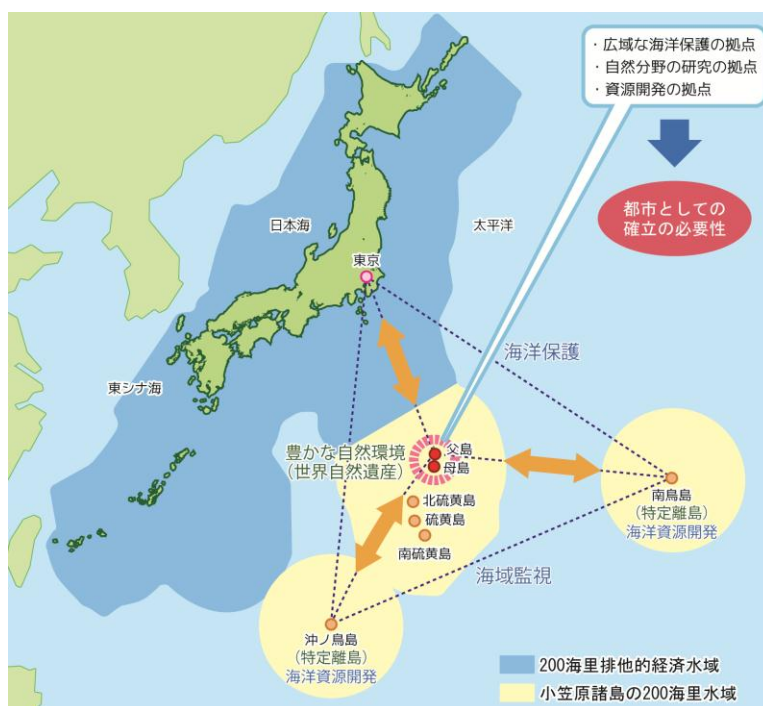 ・広域な海洋保護の拠点
・自然分野の研究の拠点
・資源開発の拠点
都市としての
確立の必要性
日本海
太平洋
東京
海洋保護
東シナ海
豊かな自然環境
(世界自然遺産)
父島
母島
北硫黄島
硫黄島
南硫黄島
南鳥島
(特定離島)
海洋資源開発
海域監視
沖ノ鳥島
(特定離島)
海洋資源開発
200海里排他的経済水域
小笠原諸島の200海里水域